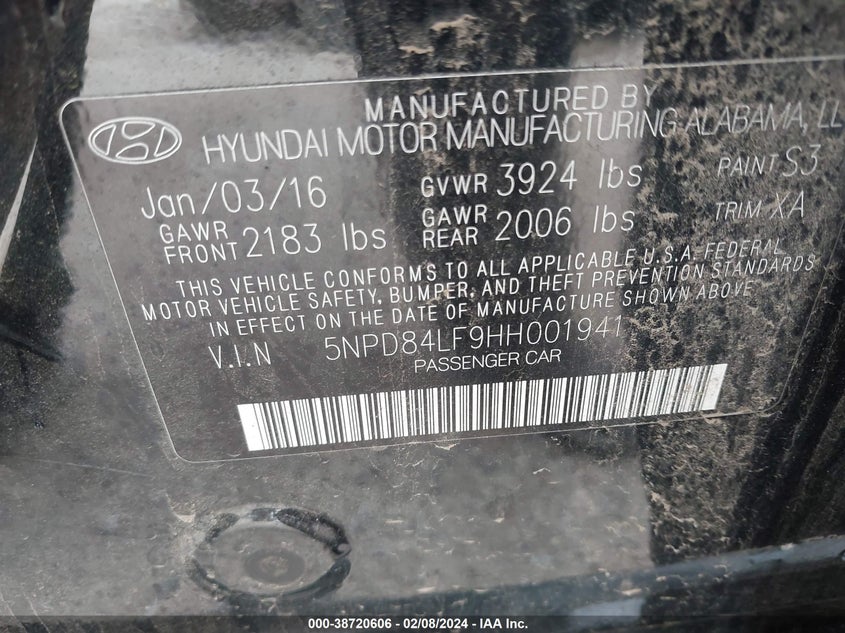 MANUFACTURED BY
HYUNDAI MOTOR MANUFACTURING ALABAMA, LL
Jan/03/16 GVWR 3924 lbs PAINT S3
GAWR FRONT 2183 lbs GAWR REAR 2006 lbs TRIM XA
THIS VEHICLE CONFORMS TO ALL APPLICABLE U.S.A. FEDERAL
MOTOR VEHICLE SAFETY, BUMPER, AND THEFT PREVENTION STANDARDS
IN EFFECT ON THE DATE OF MANUFACTURE SHOWN ABOVE
V.I.N 5NPD84LF9HH001941
PASSENGER CAR
000-38720606 - 02/08/2024 - IAA Inc.